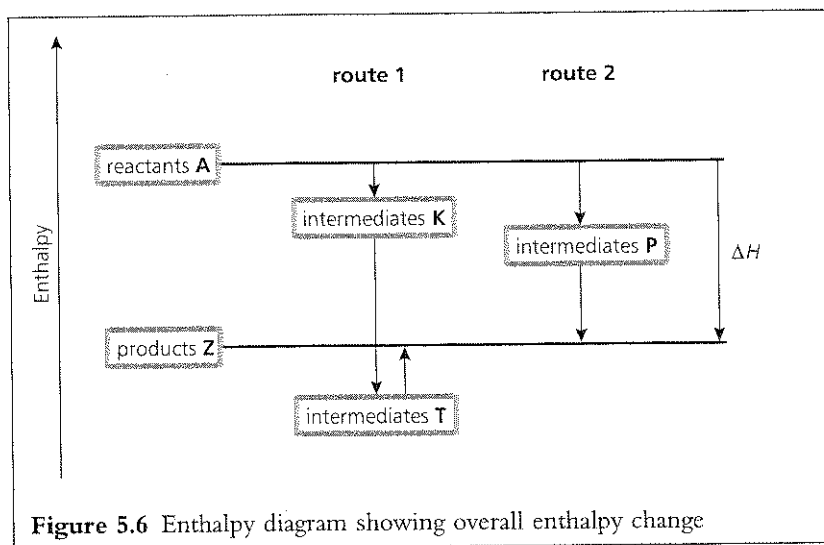 route 1 route 2
reactants A
intermediates K
intermediates P
ΔH
Enthalpy
products Z
intermediates T
Figure 5.6 Enthalpy diagram showing overall enthalpy change